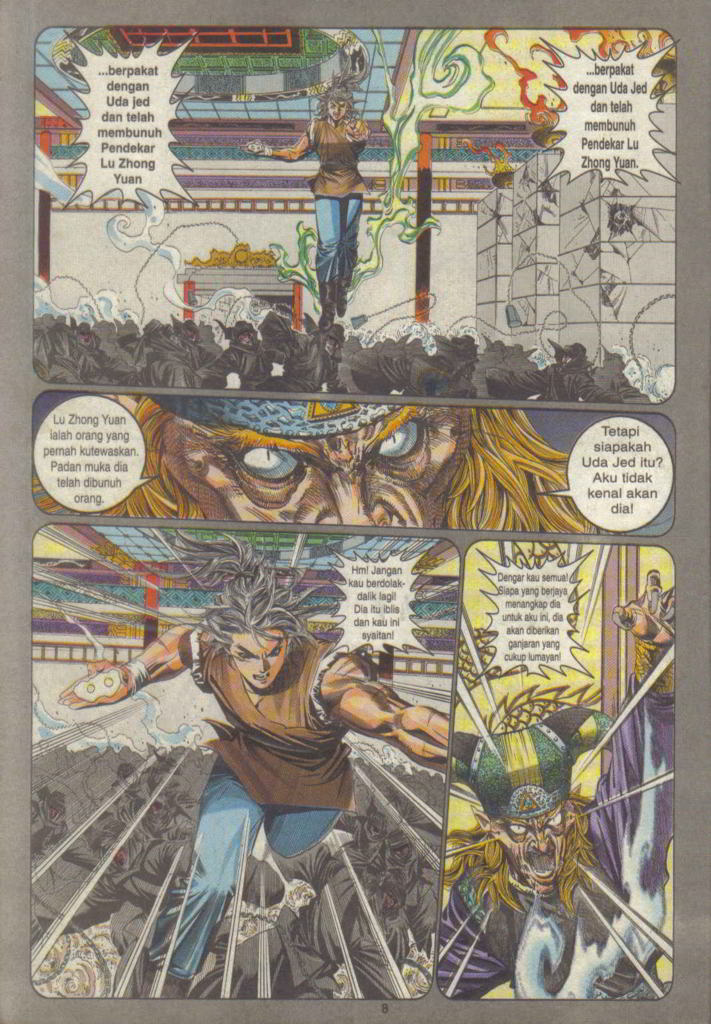 ...berpakat
dengan
Uda jed
dan telah
membunuh
Pendekar
Lu Zhong
Yuan
...berpakat
dengan Uda Jed
dan telah
membunuh
Pendekar Lu
Zhong Yuan.
Lu Zhong Yuan
ialah orang yang
pernah kutewaskan.
Padan muka dia
telah dibunuh
orang.
Tetapi
siapakah
Uda Jed itu?
Aku tidak
kenal akan
dia!
Hm! Jangan
kau berdolak-
dalik lagi!
Dia itu iblis
dan kau ini
syaitan!
Dengar kau semua!
Siapa yang berjaya
menangkap dia
untuk aku ini, dia
akan diberikan
ganjaran yang
cukup lumayan!
8